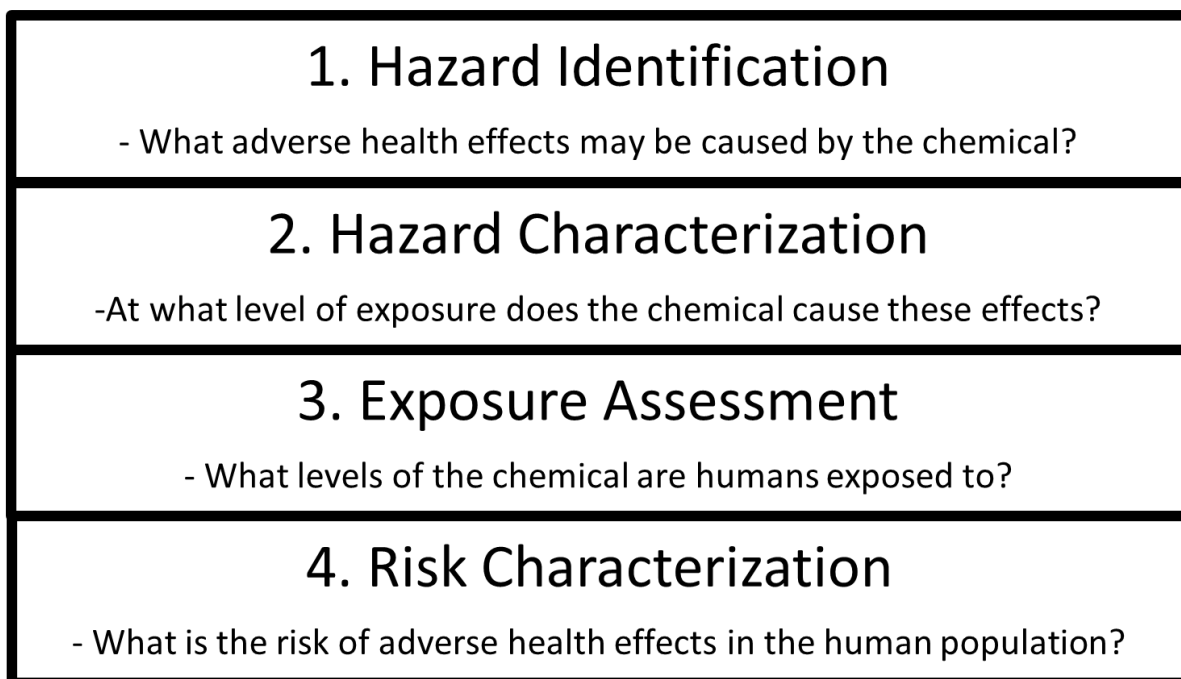 1. Hazard Identification
- What adverse health effects may be caused by the chemical?
2. Hazard Characterization
-At what level of exposure does the chemical cause these effects?
3. Exposure Assessment
- What levels of the chemical are humans exposed to?
4. Risk Characterization
- What is the risk of adverse health effects in the human population?